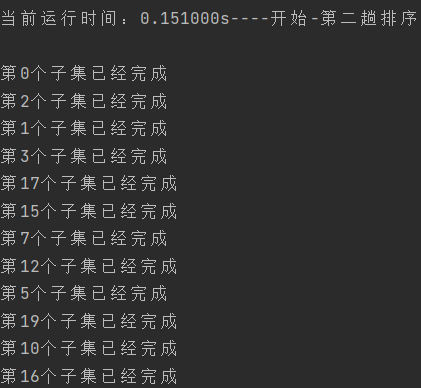 当前运行时间：0.151000s----开始-第二趟排序
第0个子集已经完成
第2个子集已经完成
第1个子集已经完成
第3个子集已经完成
第17个子集已经完成
第15个子集已经完成
第7个子集已经完成
第12个子集已经完成
第5个子集已经完成
第19个子集已经完成
第10个子集已经完成
第16个子集已经完成